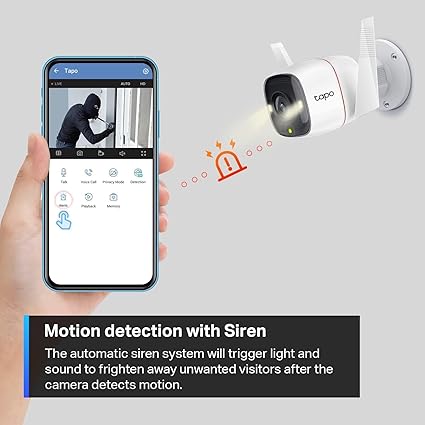 Tapo
LIVE
AUTO
HD
Talk
Voice Call
Privacy Mode
Detection
Alarm
Playback
Memory
tapo
Motion detection with Siren
The automatic siren system will trigger light and
sound to frighten away unwanted visitors after the
camera detects motion.